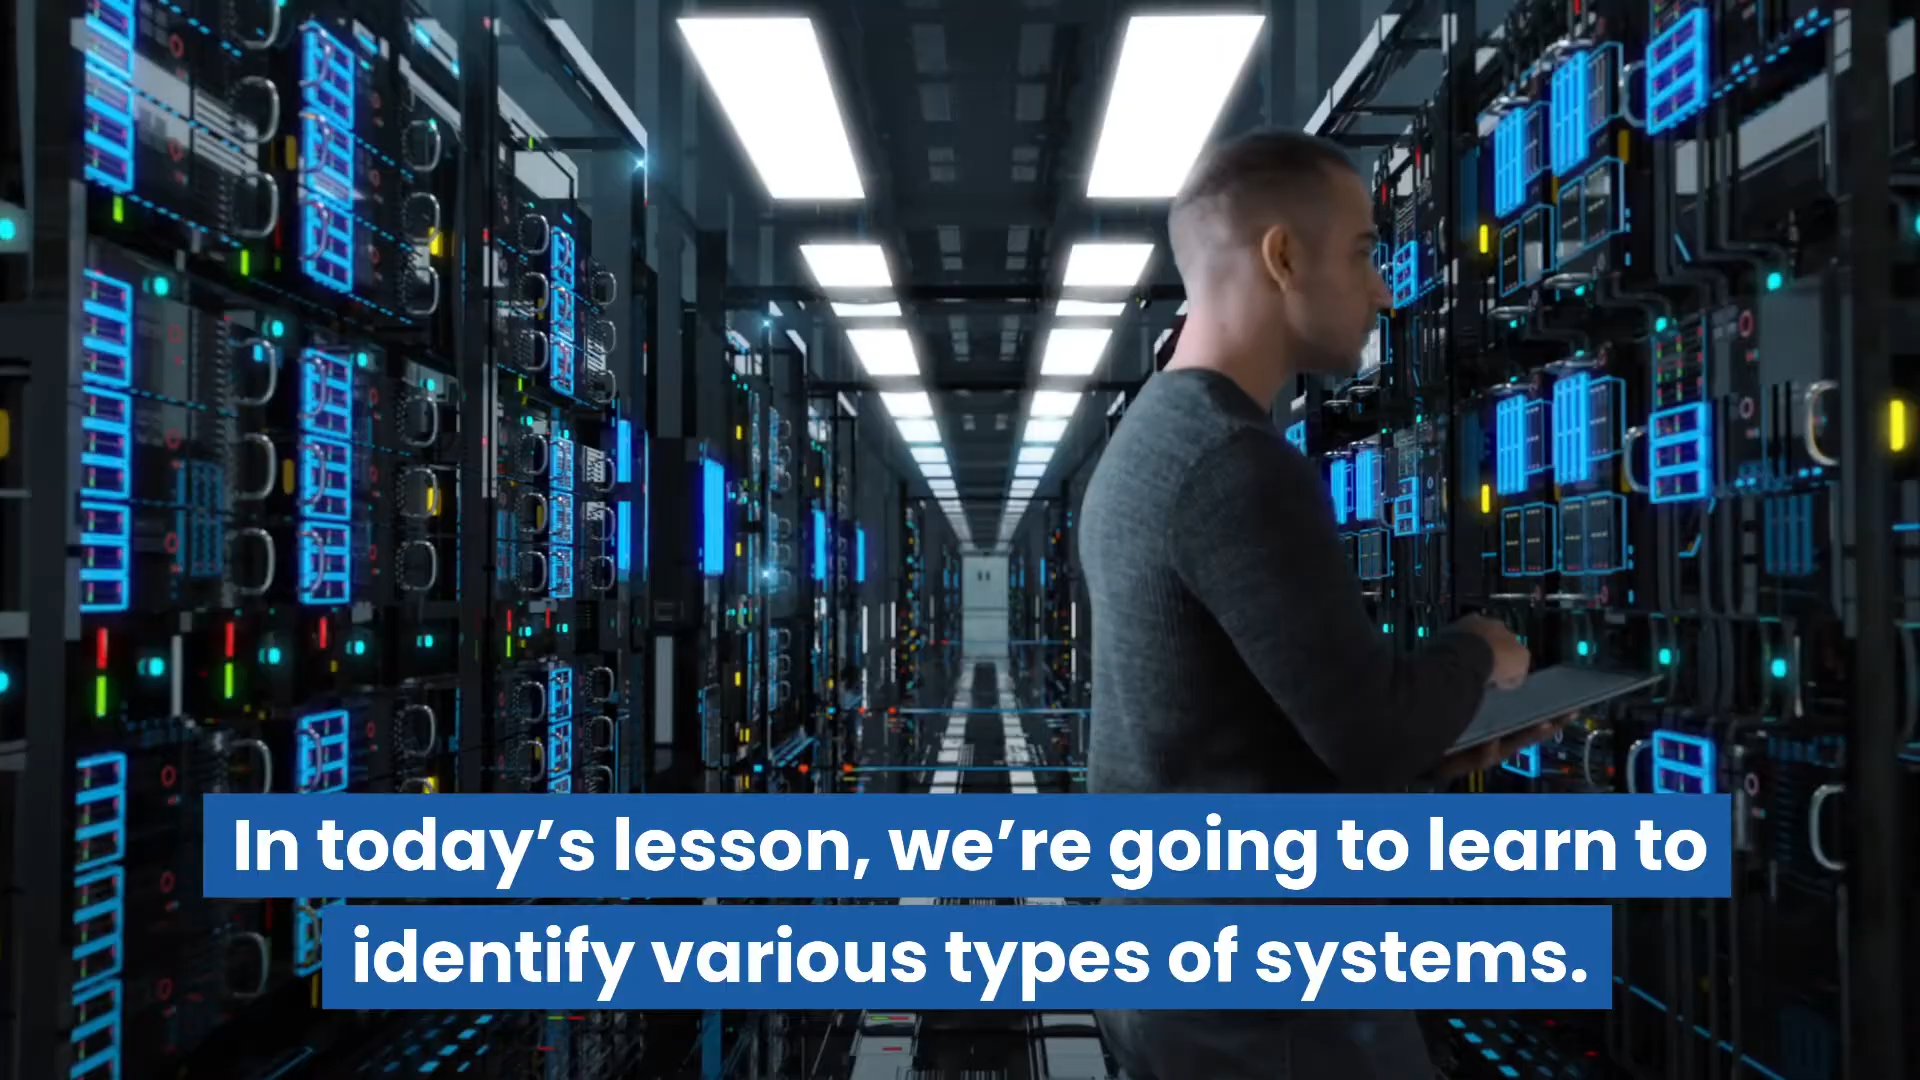 In today’s lesson, we’re going to learn to
identify various types of systems.